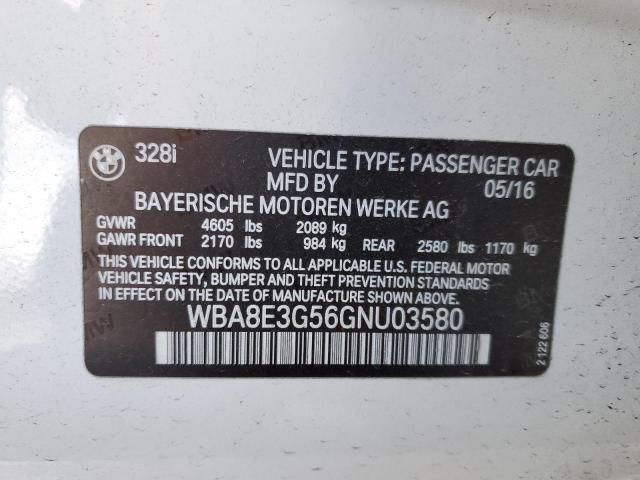 328i VEHICLE TYPE: PASSENGER CAR
MFD BY 05/16
BAYERISCHE MOTOREN WERKE AG
GVWR 4605 lbs 2089 kg
GAWR FRONT 2170 lbs 984 kg REAR 2580 lbs 1170 kg
THIS VEHICLE CONFORMS TO ALL APPLICABLE U.S. FEDERAL MOTOR
VEHICLE SAFETY, BUMPER AND THEFT PREVENTION STANDARDS
IN EFFECT ON THE DATE OF MANUFACTURE SHOWN ABOVE.
WBA8E3G56GNU03580
2 122 606